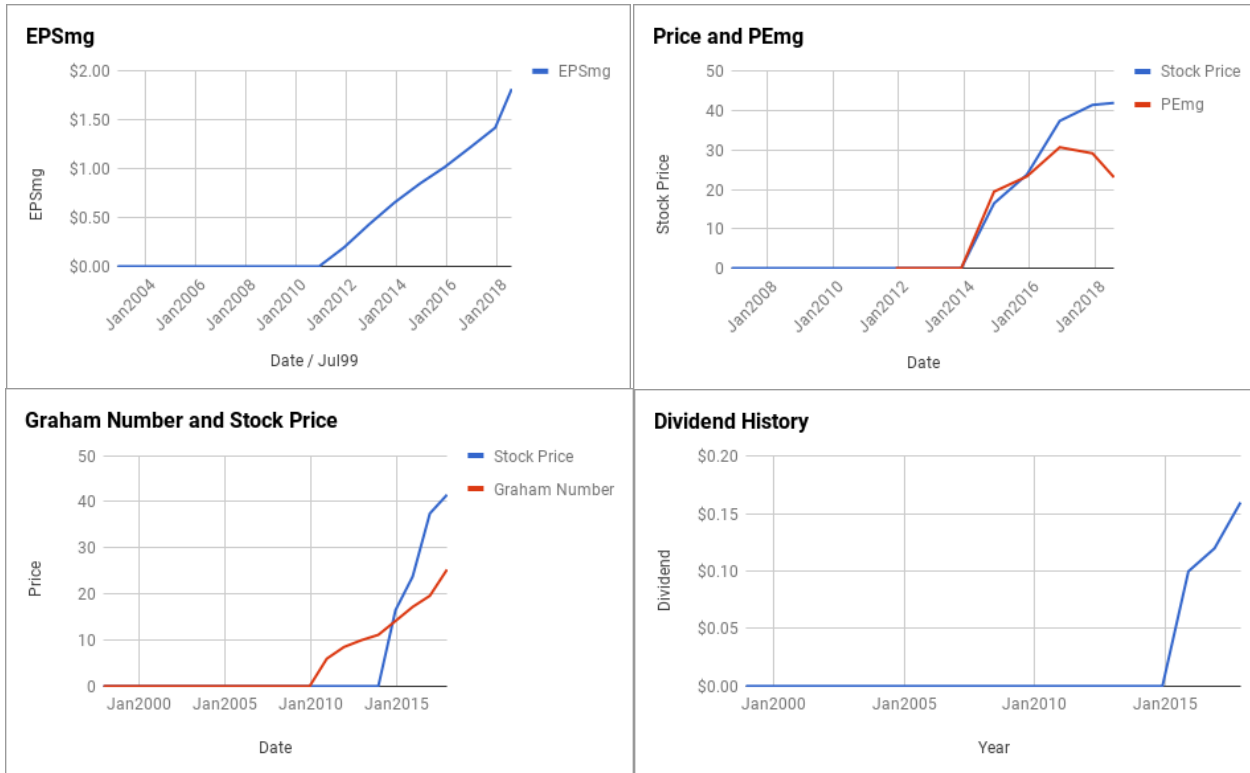 EPSmg
EPSmg
$2.00
$1.50
$1.00
$0.50
$0.00
EPSmg
Jan2004
Jan2006
Jan2008
Jan2010
Jan2012
Jan2014
Jan2016
Jan2018
Date / Jul99
Price and PEmg
Stock Price
PEmg
50
40
30
20
10
0
Stock Price
Jan2008
Jan2010
Jan2012
Jan2014
Jan2016
Jan2018
Date
Graham Number and Stock Price
Stock Price
Graham Number
50
40
30
20
10
0
Price
Jan2000
Jan2005
Jan2010
Jan2015
Date
Dividend History
$0.20
$0.15
$0.10
$0.05
$0.00
Dividend
Jan2000
Jan2005
Jan2010
Jan2015
Year